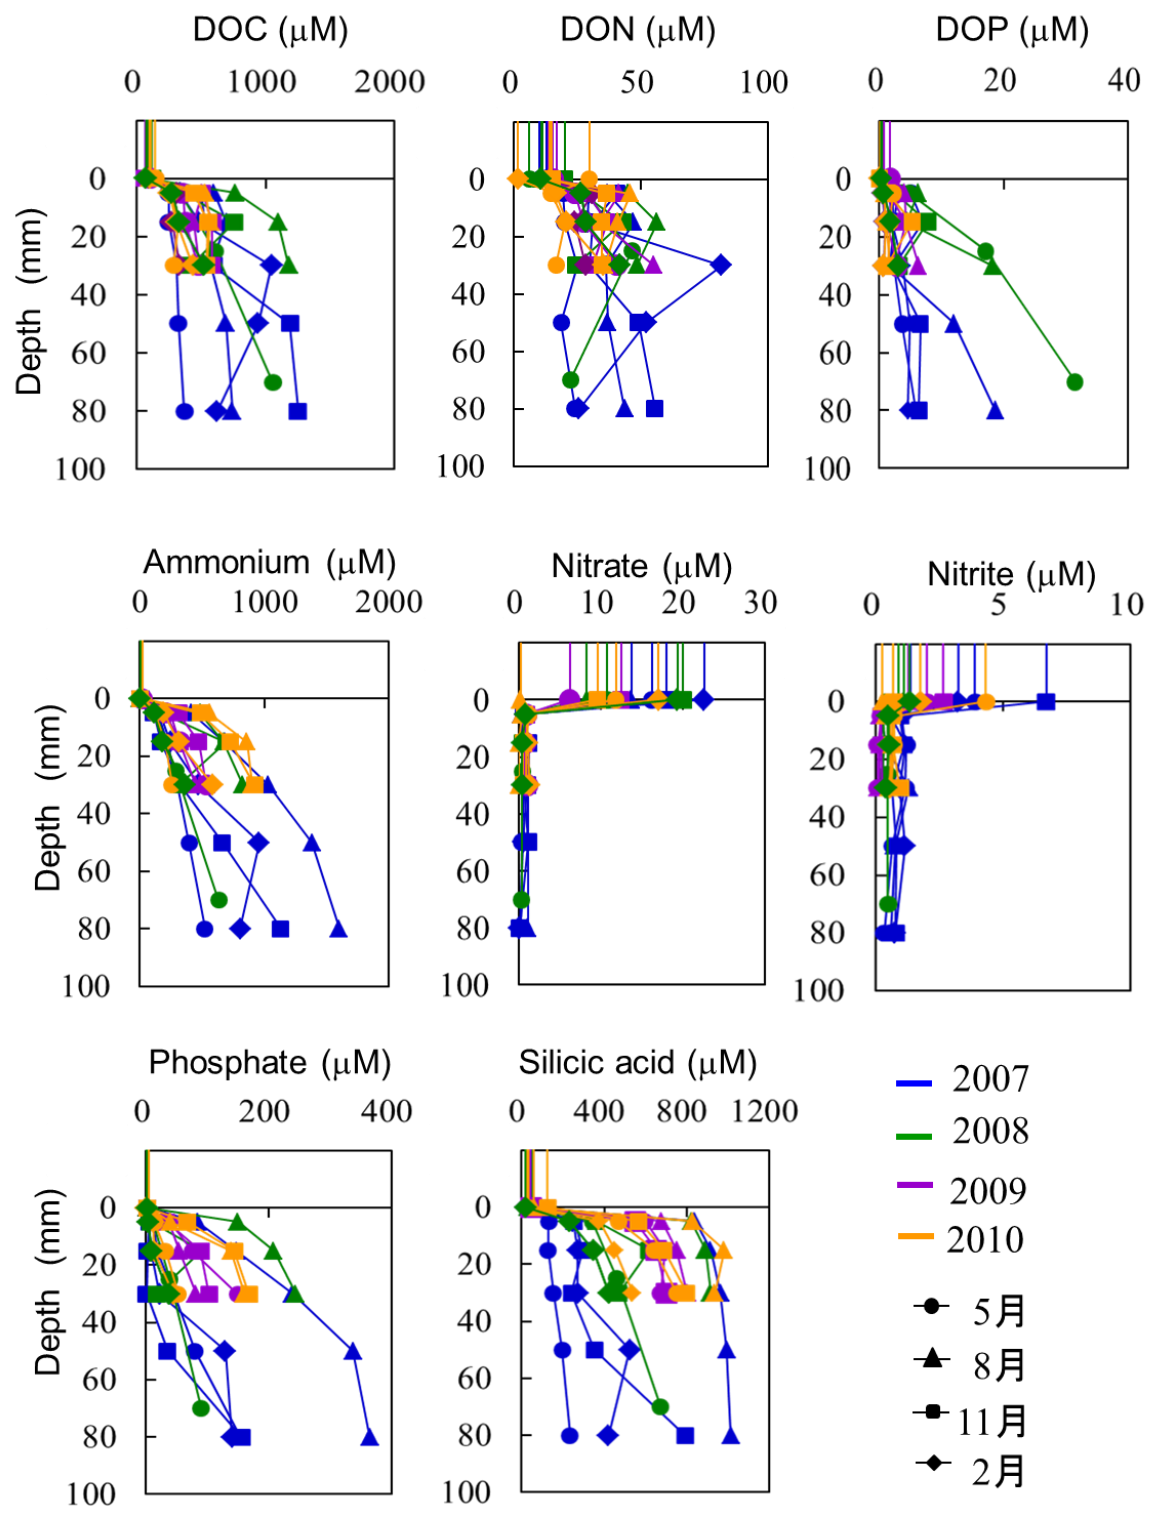 DOC (μM) DON (μM) DOP (μM)
0 1000 2000 0 50 100 0 20 40
0 0 0
20 20 20
40 40 40
60 60 60
80 80 80
100 100 100
Depth (mm)
Ammonium (μM) Nitrate (μM) Nitrite (μM)
0 1000 2000 0 10 20 30 0 5 10
0 0 0
20 20 20
40 40 40
60 60 60
80 80 80
100 100 100
Depth (mm)
Phosphate (μM) Silicic acid (μM)
0 200 400 0 400 800 1200
0 0
20 20
40 40
60 60
80 80
100 100
Depth (mm)
2007
2008
2009
2010
5月
8月
11月
2月